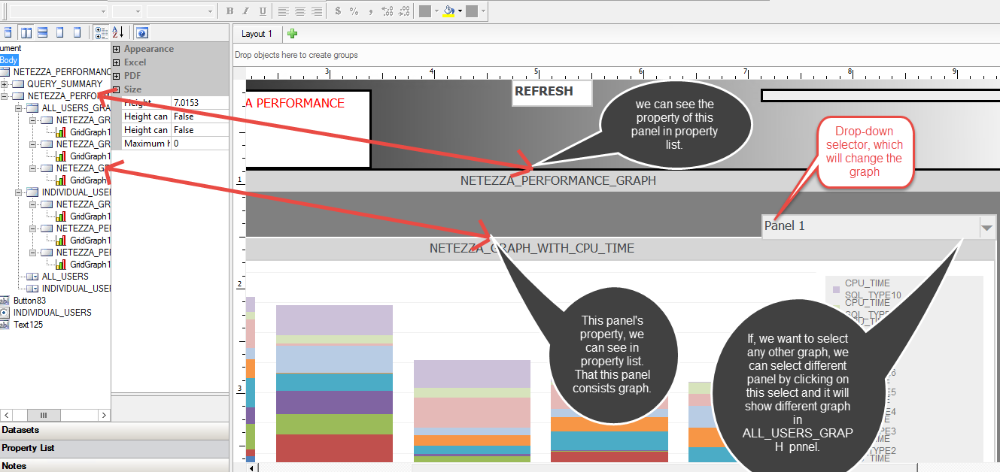 B I U $ % ,
Layout 1
Drop objects here to create groups
ument
Body
NETEZZA_PERFORMANC
QUERY_SUMMARY
NETEZZA_PERFO
ALL_USERS_GRA
NETEZZA_GR
GridGraph1
NETEZZA_GR
GridGraph1
NETEZZA_G
GridGraph
INDIVIDUAL_USE
NETEZZA_GR
GridGraph1
NETEZZA_PE
GridGraph1
NETEZZA_PE
GridGraph1
ALL_USERS
INDIVIDUAL_USE
Button83
INDIVIDUAL_USERS
Text125
Appearance
Excel
PDF
Size
Height 7.0153
Height can False
Height can False
Maximum h 0
Datasets
Property List
Notes
3 4 5 6 7 8 9
1
2
3
A PERFORMANCE
REFRESH
we can see the
property of this
panel in property
list.
Drop-down
selector, which
will change the
graph
NETEZZA_PERFORMANCE_GRAPH
Panel 1
NETEZZA_GRAPH_WITH_CPU_TIME
CPU_TIME
SQL_TYPE10
CPU_TIME
This panel's
property, we
can see in
property list.
That this panel
consists graph.
If, we want to select
any other graph, we
can select different
panel by clicking on
this select and it will
show different graph
in
ALL_USERS_GRAP
H pnnel.